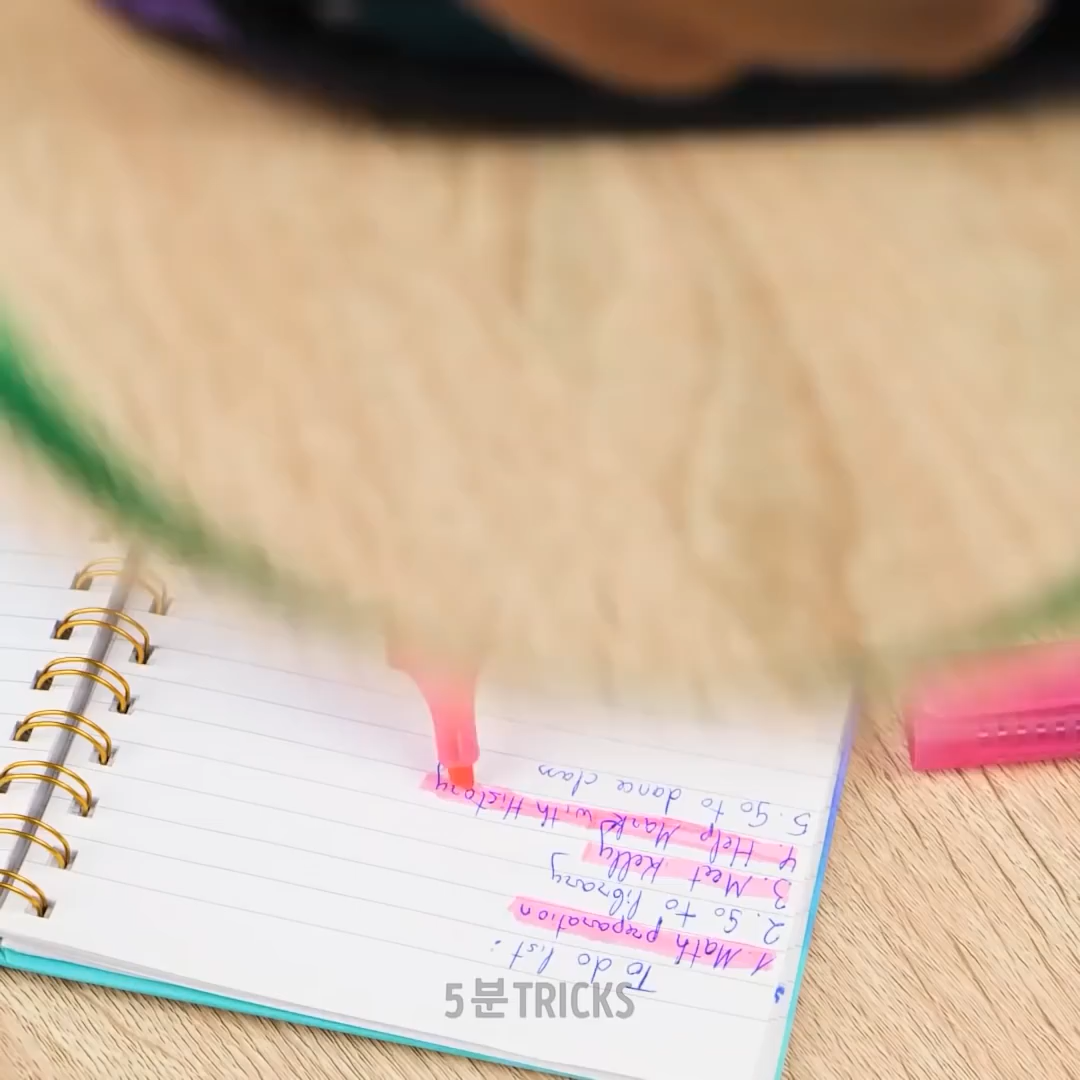 To do list:
1. Math preparation
2. Go to library
3. Meet Kelly
4. Help Mark with History
5. Go to dance class
5분TRICKS